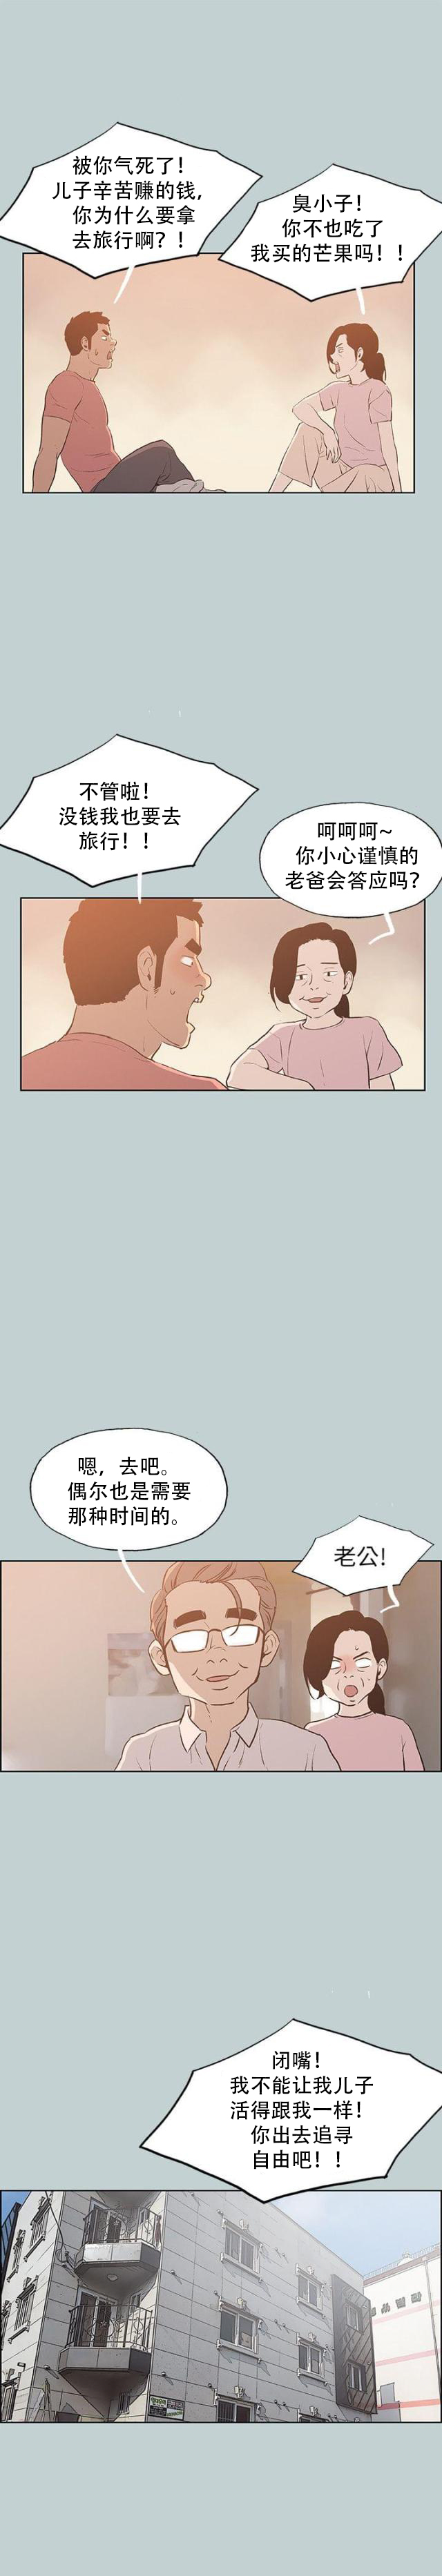 被你气死了！
儿子辛苦赚的钱，
你为什么要拿
去旅行啊？！
臭小子！
你不也吃了
我买的芒果吗！！
不管啦！
没钱我也要去
旅行！！
呵呵呵~
你小心谨慎的
老爸会答应吗？
嗯，去吧。
偶尔也是需要
那种时间的。
老公!
闭嘴！
我不能让我儿子
活得跟我一样！
你出去追寻
自由吧！！